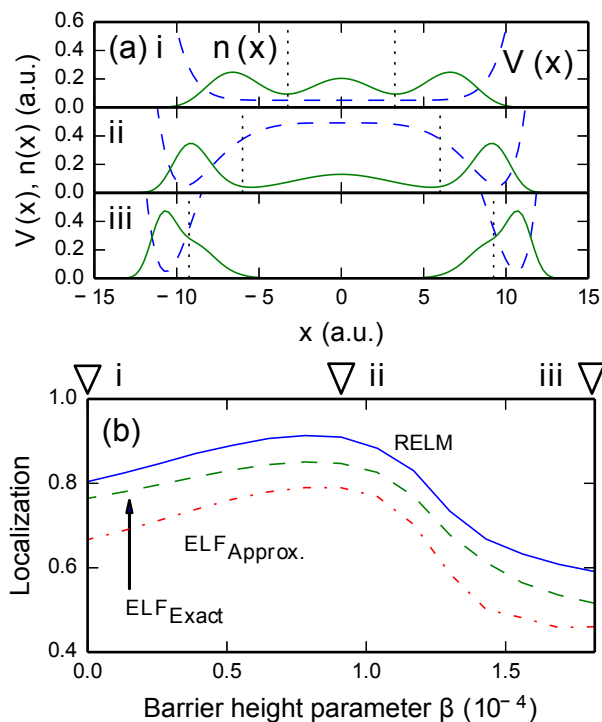 (a) i n(x) V (x)
0.6
0.4
0.2
0.0
ii
0.4
0.2
0.0
iii
0.4
0.2
0.0
V(x), n(x) (a.u.)
−15 −10 −5 0 5 10 15
x (a.u.)
i ii iii
(b)
1.0
0.8
0.6
0.4
Localization
RELM
ELFApprox.
ELFExact
0.0 0.5 1.0 1.5
Barrier height parameter β (10−4)